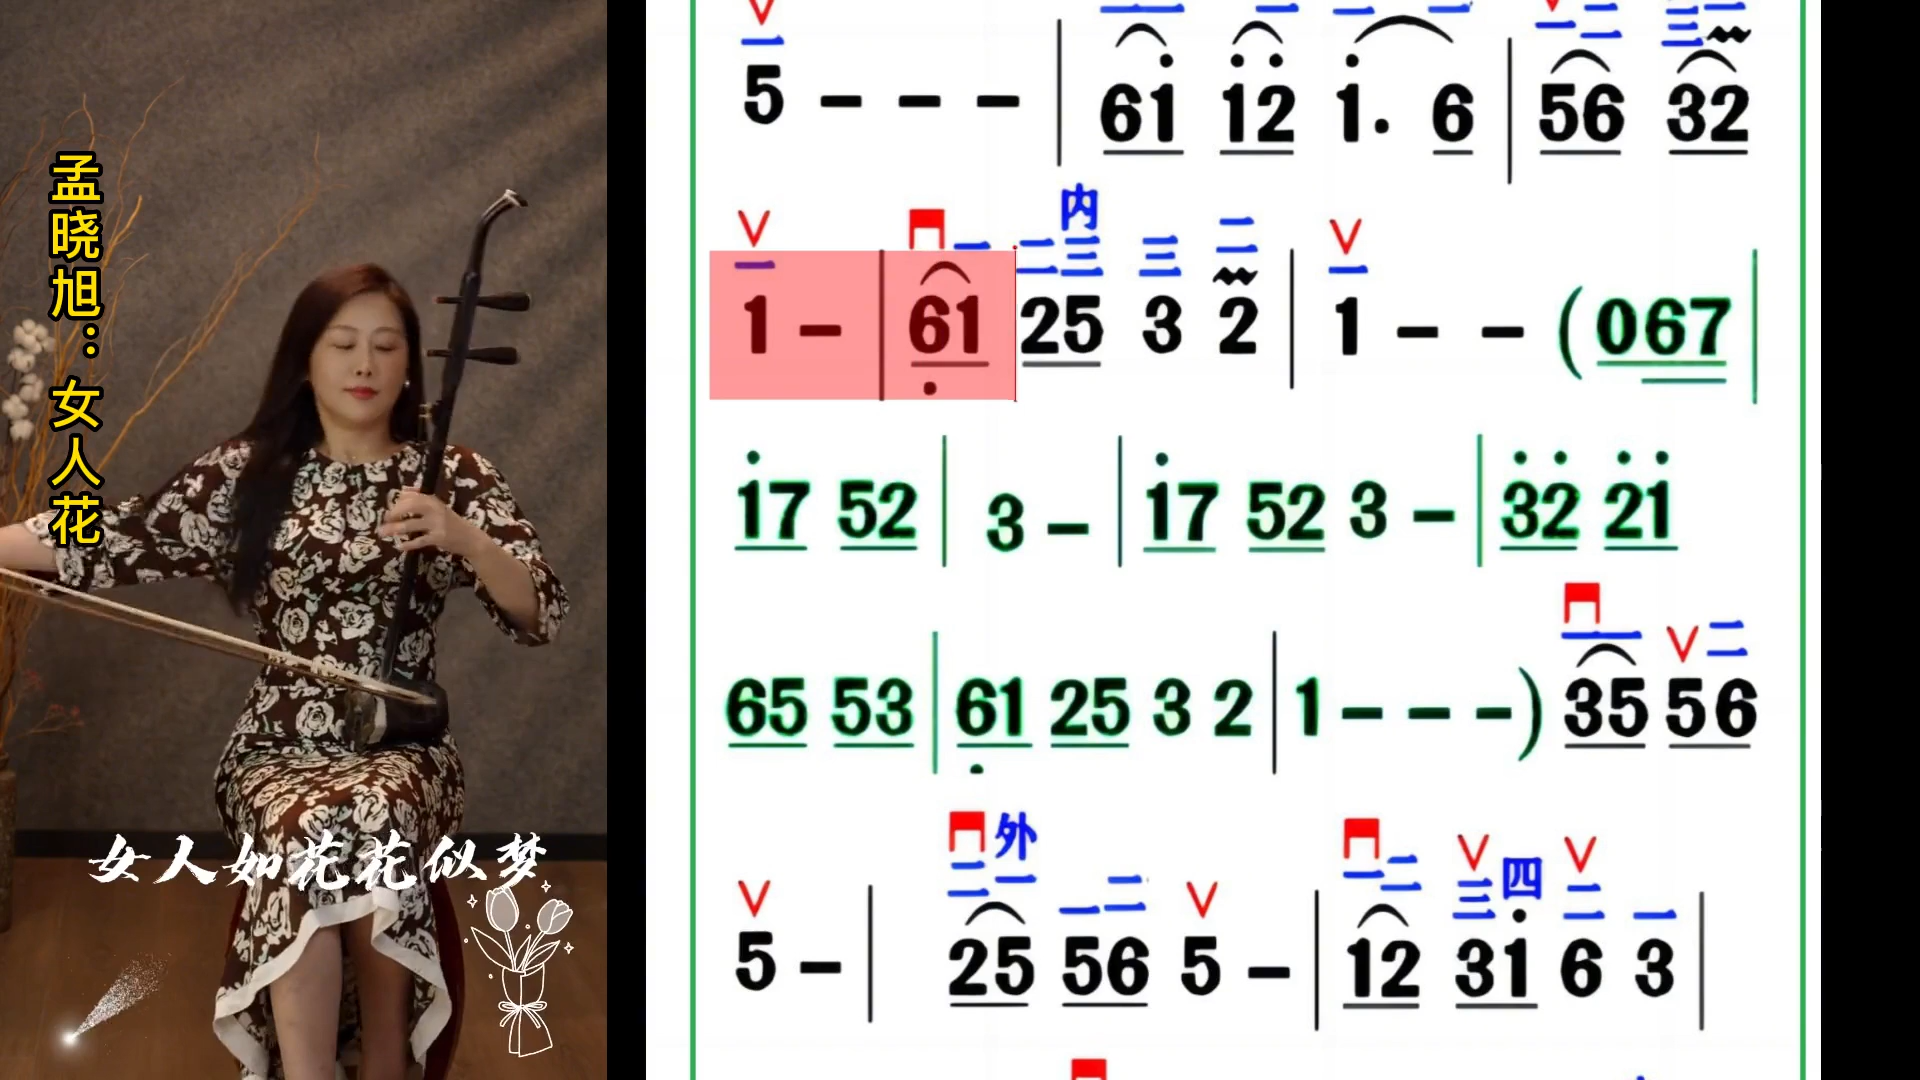 孟晓旭：女人花
女人如花花似梦
5 - - - | 61 12 1. 6 | 56 32
内
1 - | 61 25 3 2 | 1 - - (067 |
17 52 | 3 - | 17 52 3 - | 32 21
65 53 | 61 25 3 2 | 1 - - - ) 35 56
外
四
5 - | 25 56 5 - | 12 31 6 3 |